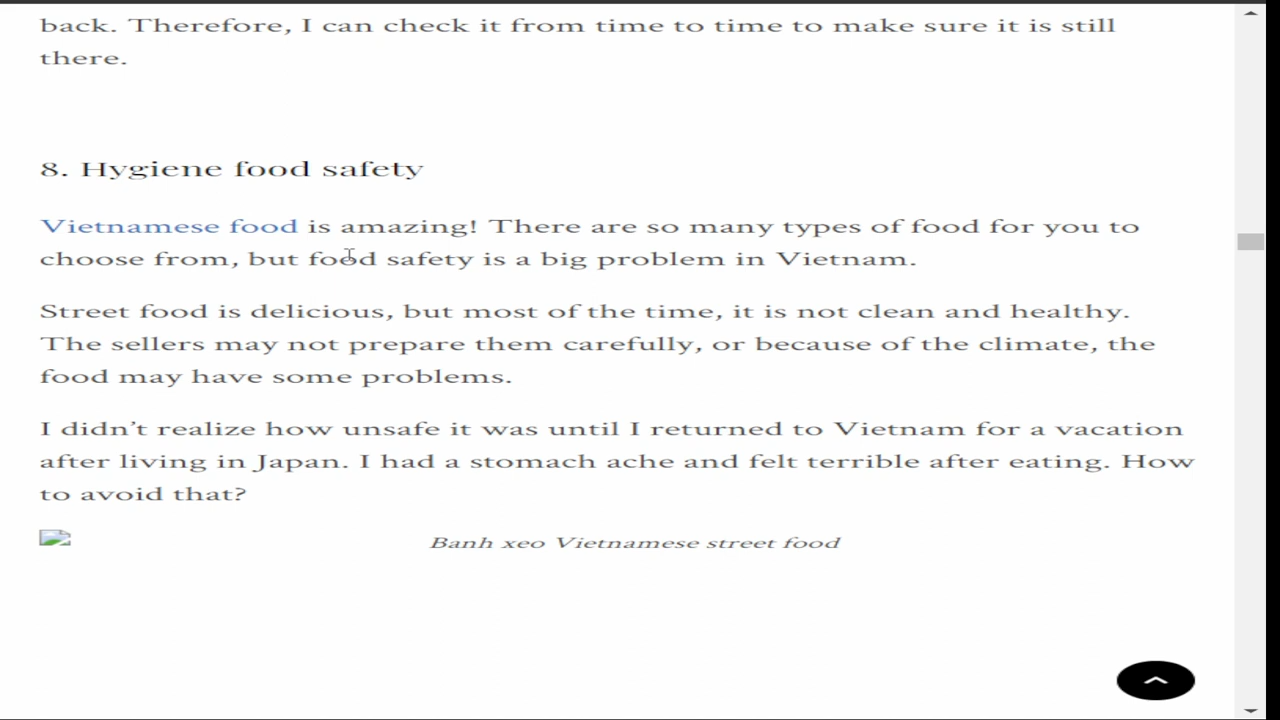 back. Therefore, I can check it from time to time to make sure it is still
there.
8. Hygiene food safety
Vietnamese food is amazing! There are so many types of food for you to
choose from, but food safety is a big problem in Vietnam.
Street food is delicious, but most of the time, it is not clean and healthy.
The sellers may not prepare them carefully, or because of the climate, the
food may have some problems.
I didn’t realize how unsafe it was until I returned to Vietnam for a vacation
after living in Japan. I had a stomach ache and felt terrible after eating. How
to avoid that?
Banh xeo Vietnamese street food